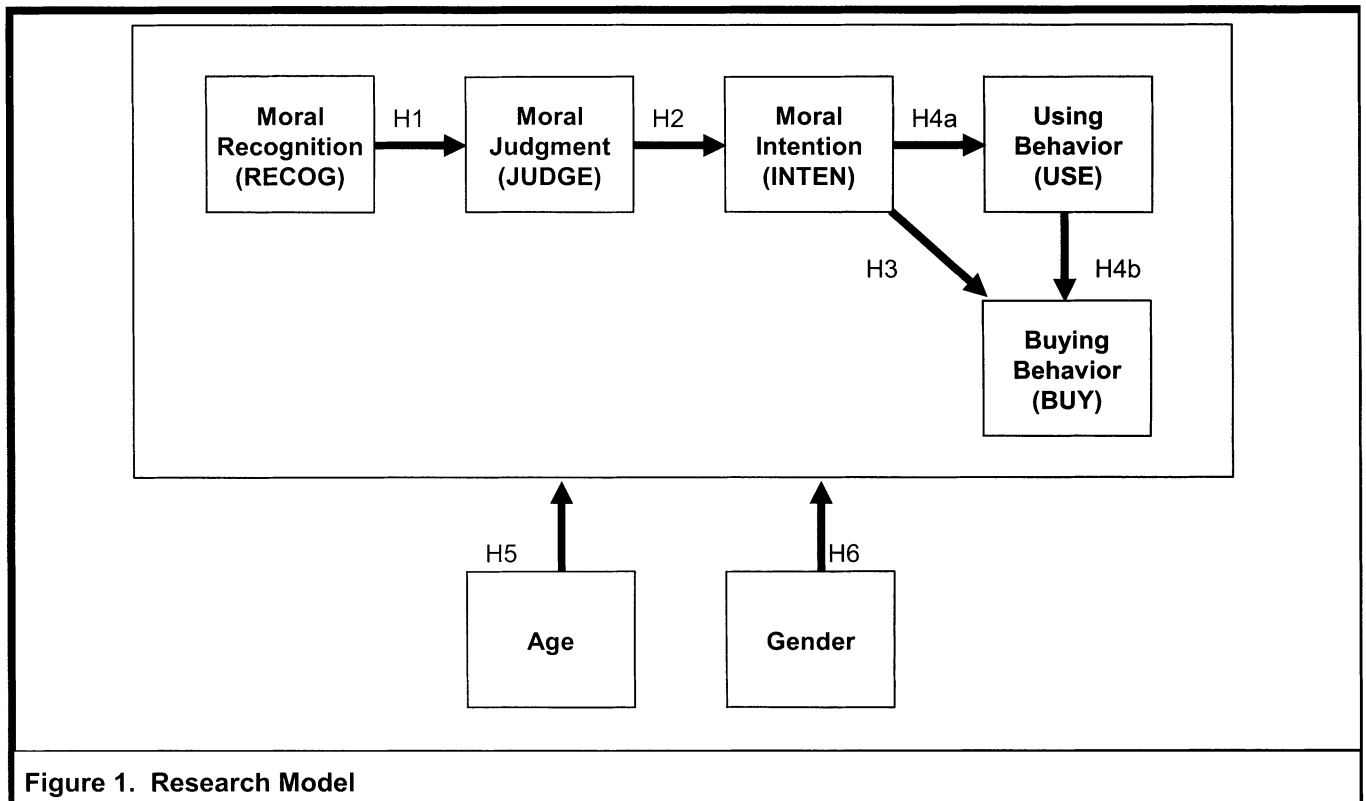 Moral
Recognition
(RECOG)
H1
Moral
Judgment
(JUDGE)
H2
Moral
Intention
(INTEN)
H4a
Using
Behavior
(USE)
H3
H4b
Buying
Behavior
(BUY)
H5
H6
Age
Gender
Figure 1. Research Model